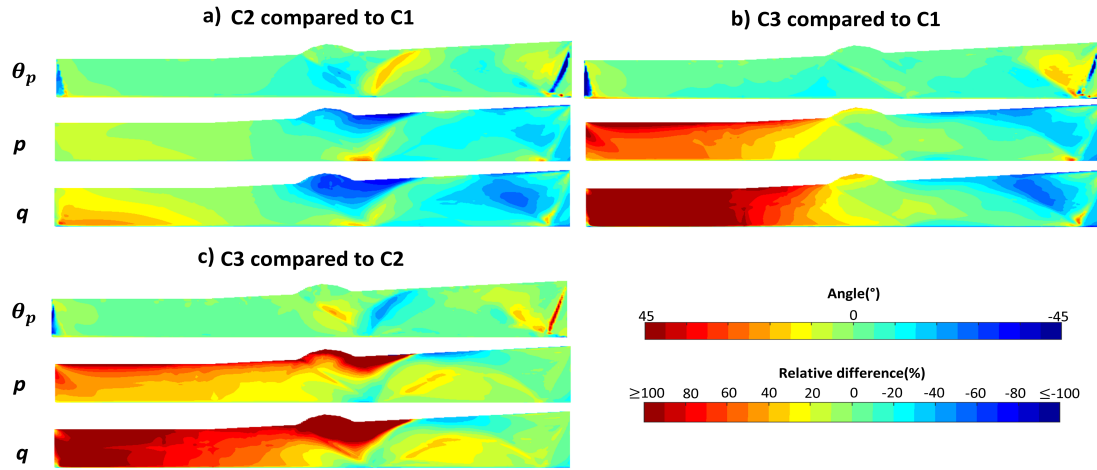 a) C2 compared to C1
b) C3 compared to C1
θp
p
q
c) C3 compared to C2
θp
p
q
Angle(°)
45 0 -45
Relative difference(%)
≥100 80 60 40 20 0 -20 -40 -60 -80 ≤-100